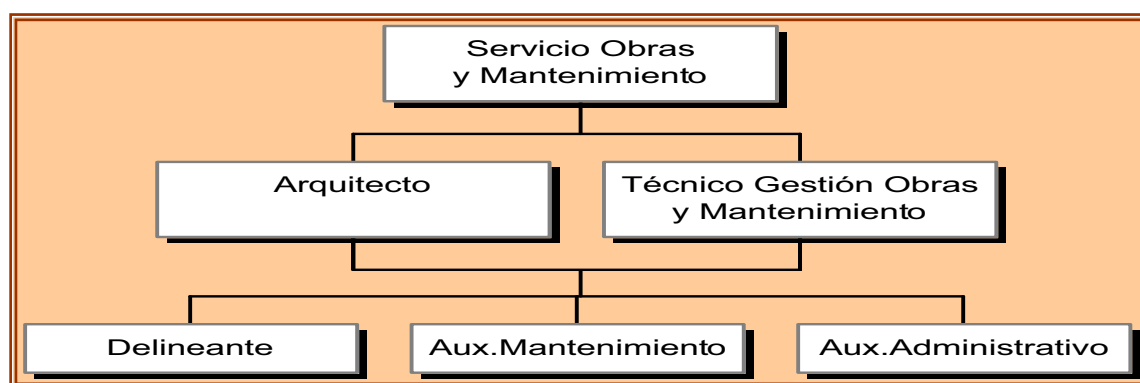 Servicio Obras
y Mantenimiento
Arquitecto
Técnico Gestión Obras
y Mantenimiento
Delineante
Aux.Mantenimiento
Aux.Administrativo